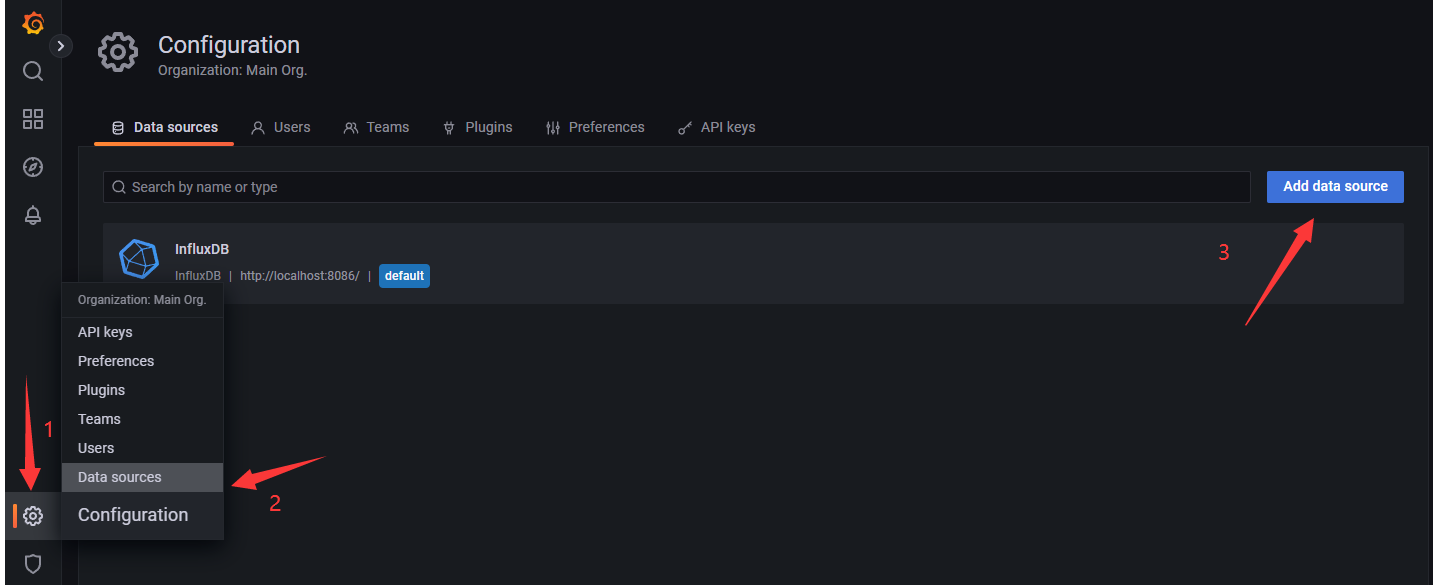 Configuration
Organization: Main Org.
Data sources Users Teams Plugins Preferences API keys
Search by name or type
Add data source
3
InfluxDB
InfluxDB | http://localhost:8086/ | default
Organization: Main Org.
API keys
Preferences
Plugins
Teams
1
Users
Data sources
2
Configuration